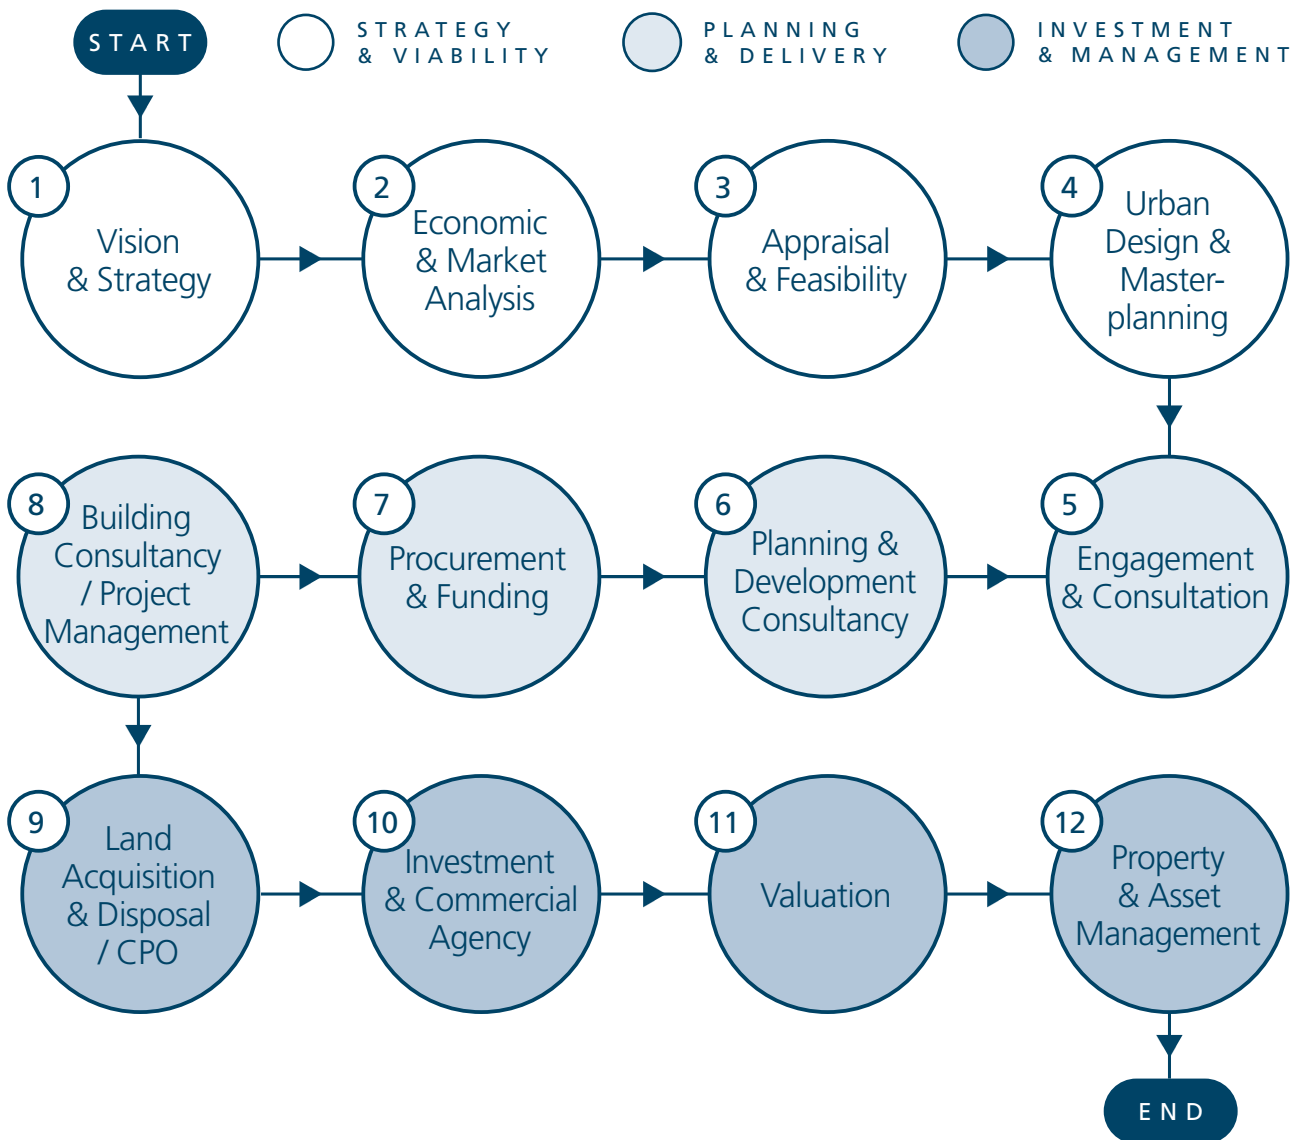 START
STRATEGY
& VIABILITY
PLANNING
& DELIVERY
INVESTMENT
& MANAGEMENT
1
Vision
& Strategy
2
Economic
& Market
Analysis
3
Appraisal
& Feasibility
4
Urban
Design &
Master-
planning
8
Building
Consultancy
/ Project
Management
7
Procurement
& Funding
6
Planning &
Development
Consultancy
5
Engagement
& Consultation
9
Land
Acquisition
& Disposal
/ CPO
10
Investment
& Commercial
Agency
11
Valuation
12
Property
& Asset
Management
END